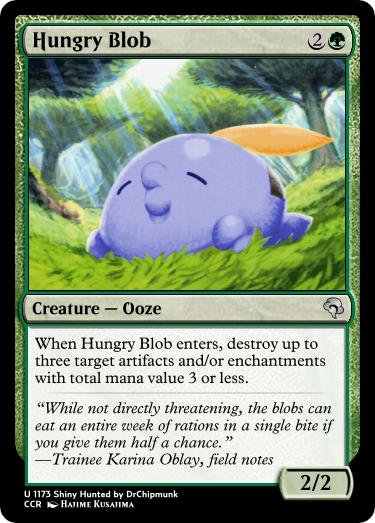 Hungry Blob 2
Creature — Ooze
When Hungry Blob enters, destroy up to
three target artifacts and/or enchantments
with total mana value 3 or less.
“While not directly threatening, the blobs can
eat an entire week of rations in a single bite if
you give them half a chance.”
—Trainee Karina Oblay, field notes
2/2
U 1173 Shiny Hunted by DrChipmunk
CCR Hajime Kusajima